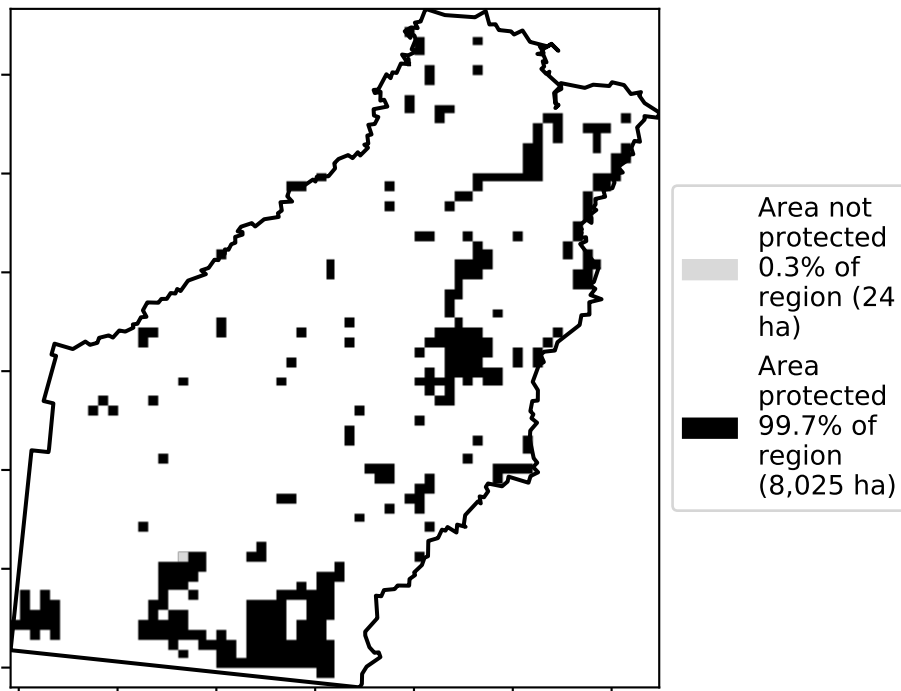 Area not
protected
0.3% of
region (24
ha)
Area
protected
99.7% of
region
(8,025 ha)